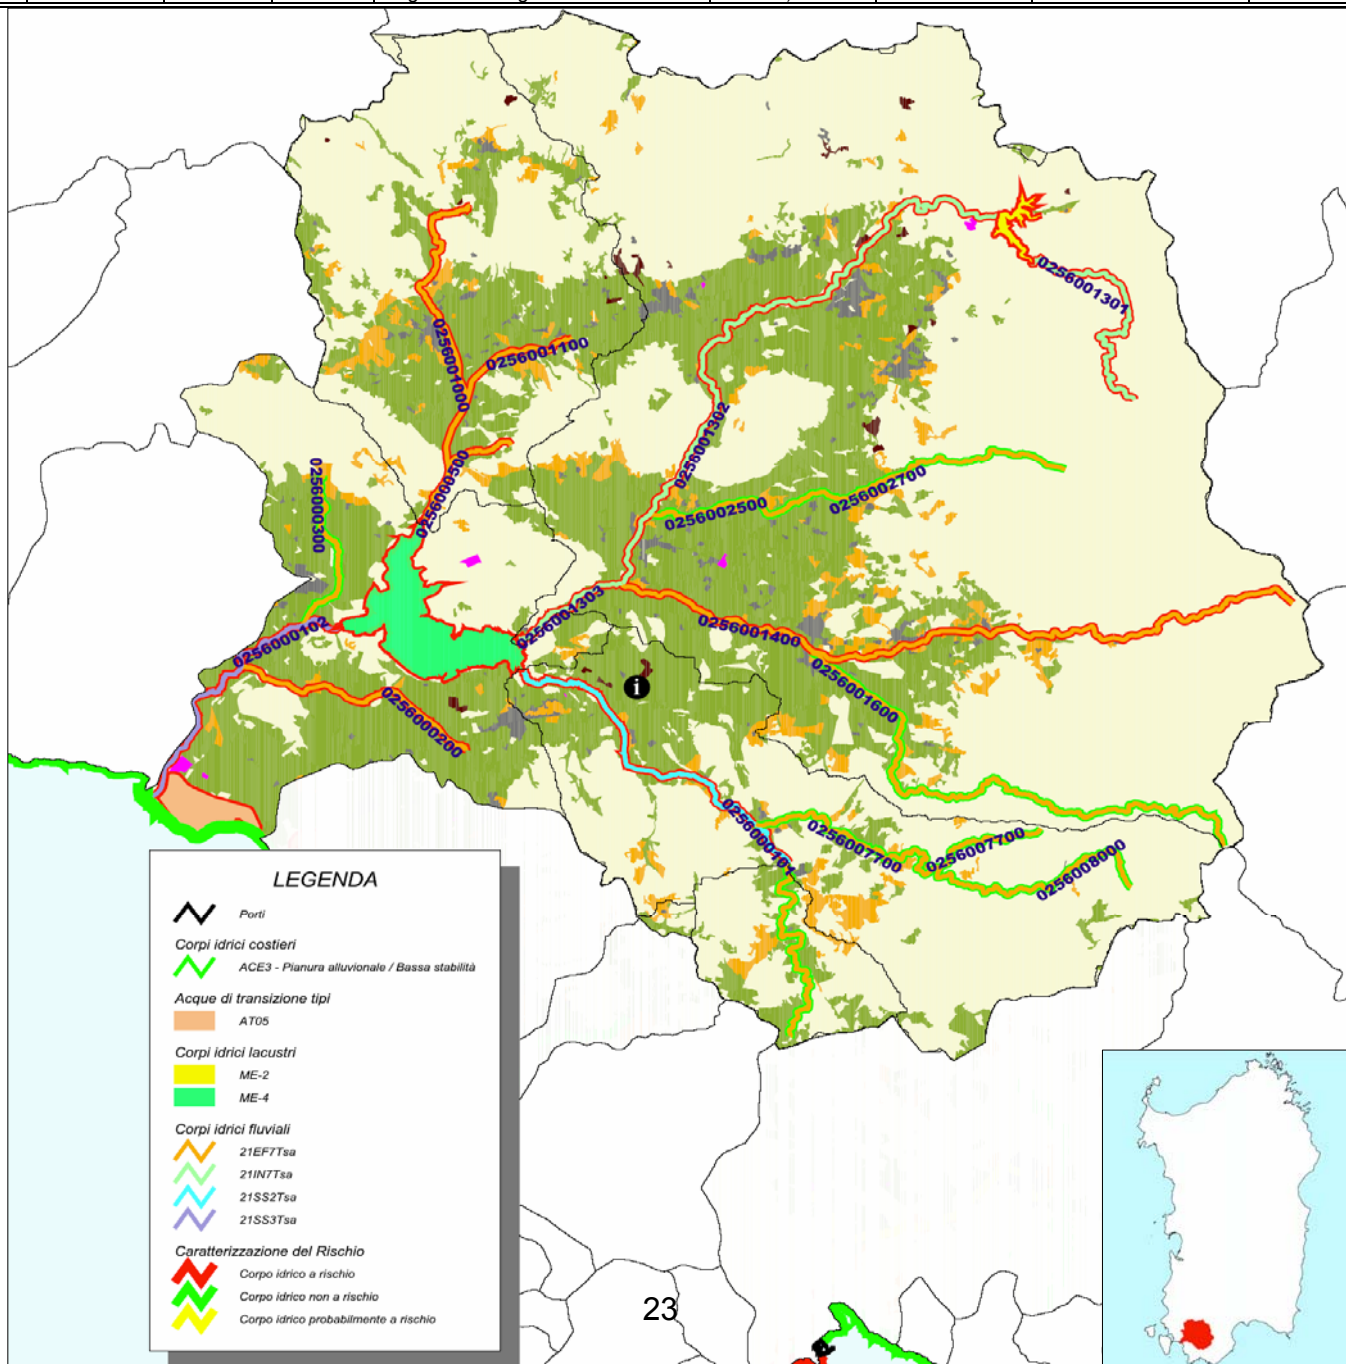 0256001301
0256001000
0256001100
0256001302
0256000500
0256000300
0256002500
0256002700
0256001303
0256001400
0256000102
0256001600
0256000200
i
0256000101
0256007700
0256007700
0256008000
LEGENDA
Porti
Corpi idrici costieri
ACE3 - Pianura alluvionale / Bassa stabilità
Acque di transizione tipi
AT05
Corpi idrici lacustri
ME-2
ME-4
Corpi idrici fluviali
21EF7Tsa
21IN7Tsa
21SS2Tsa
21SS3Tsa
Caratterizzazione del Rischio
Corpo idrico a rischio
Corpo idrico non a rischio
Corpo idrico probabilmente a rischio
23